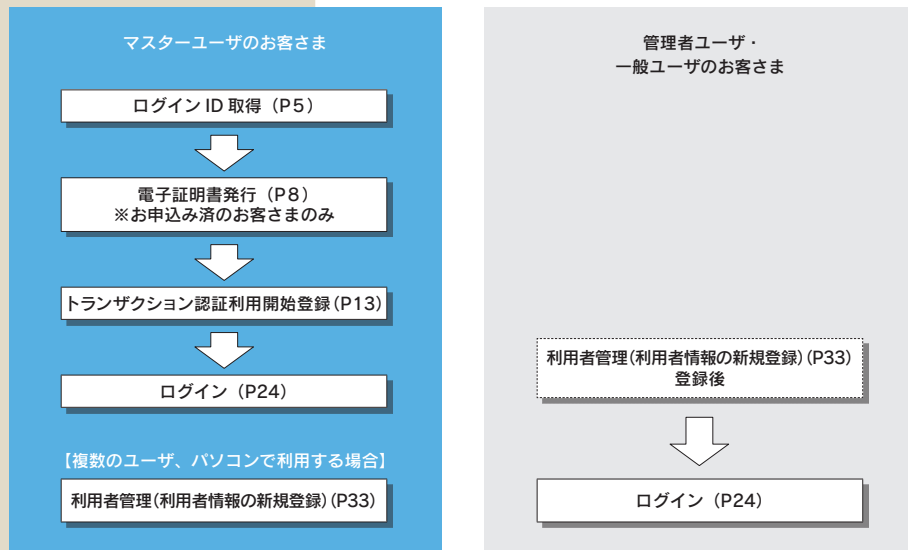 マスターユーザのお客さま
ログイン ID 取得（P5）
電子証明書発行（P8）
※お申込み済のお客さまのみ
トランザクション認証利用開始登録(P13)
ログイン（P24）
【複数のユーザ、パソコンで利用する場合】
利用者管理(利用者情報の新規登録)(P33)
管理者ユーザ・
一般ユーザのお客さま
利用者管理(利用者情報の新規登録)(P33)
登録後
ログイン（P24）